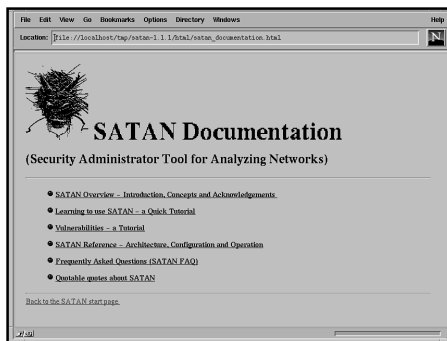 File Edit View Go Bookmarks Options Directory Windows Help
Location: file://localhost/tmp/satan-1.1.1/html/satan_documentation.html
N
SATAN Documentation
(Security Administrator Tool for Analyzing Networks)
SATAN Overview - Introduction, Concepts and Acknowledgements
Learning to use SATAN - a Quick Tutorial
Vulnerabilities - a Tutorial
SATAN Reference - Architecture, Configuration and Operation
Frequently Asked Questions (SATAN FAQ)
Quotable quotes about SATAN
Back to the SATAN start page